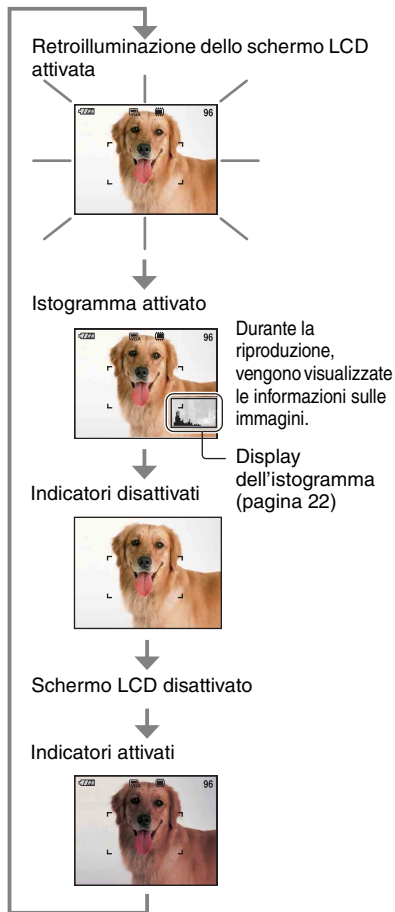 Retroilluminazione dello schermo LCD
attivata
96
Istogramma attivato
96
Durante la
riproduzione,
vengono visualizzate
le informazioni sulle
immagini.
Display
dell'istogramma
(pagina 22)
Indicatori disattivati
Schermo LCD disattivato
Indicatori attivati
96